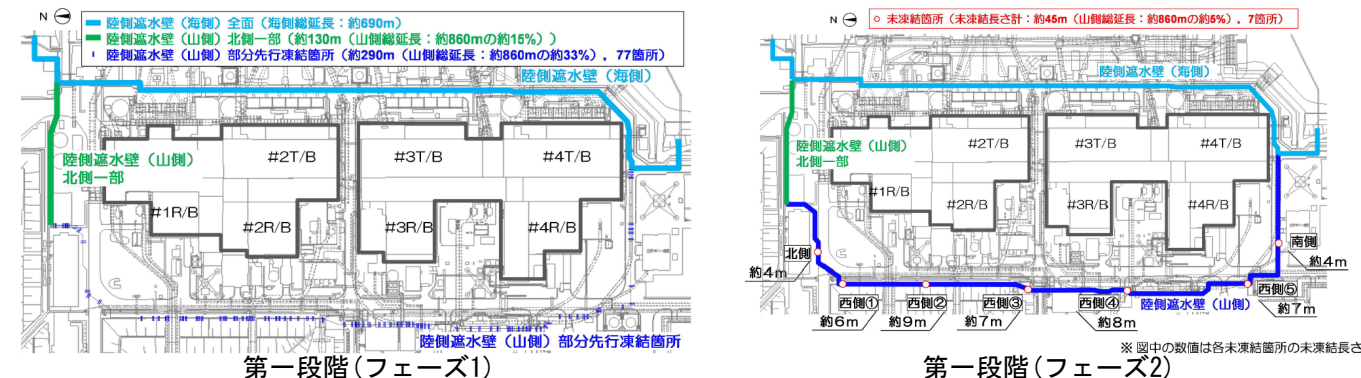 N
陸側遮水壁（海側）全面（海側総延長：約690m）
陸側遮水壁（山側）北側一部（約130m（山側総延長：約860mの約15%））
陸側遮水壁（山側）部分先行凍結箇所（約290m（山側総延長：約860mの約33%），77箇所）
陸側遮水壁（海側）
陸側遮水壁（山側）
北側一部
#1R/B
#2T/B
#2R/B
#3T/B
#3R/B
#4T/B
#4R/B
陸側遮水壁（山側）部分先行凍結箇所
第一段階(フェーズ1)
N
未凍結箇所（未凍結長さ計：約45m（山側総延長：約860mの約5%），7箇所）
陸側遮水壁（海側）
陸側遮水壁（山側）
北側一部
#1R/B
#2T/B
#2R/B
#3T/B
#3R/B
#4T/B
#4R/B
北側
約4m
南側
約4m
西側①
約6m
西側②
約9m
西側③
約7m
西側④
約8m
西側⑤
約7m
陸側遮水壁（山側）
※ 図中の数値は各未凍結箇所の未凍結長さ
第一段階(フェーズ2)